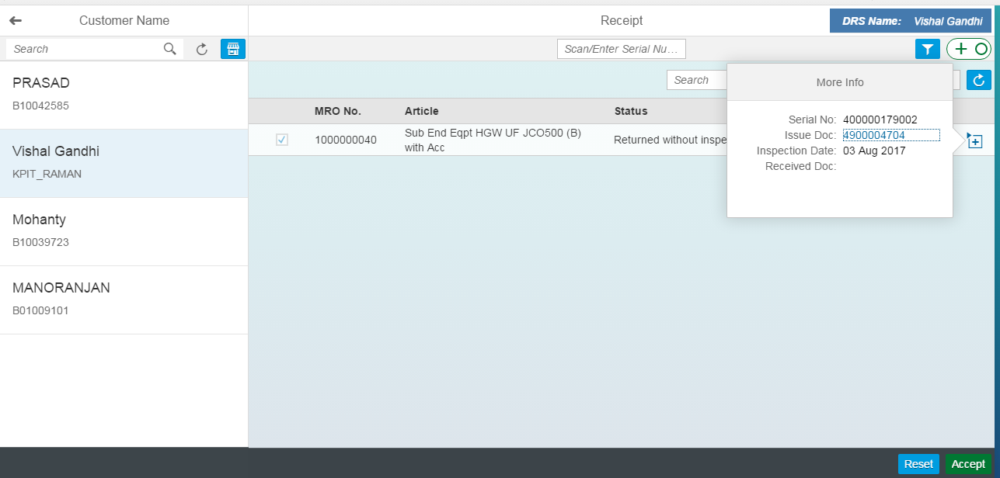 Customer Name
Search
PRASAD
B10042585
Vishal Gandhi
KPIT_RAMAN
Mohanty
B10039723
MANORANJAN
B01009101
Receipt
DRS Name: Vishal Gandhi
Scan/Enter Serial Nu...
Search
MRO No. Article Status
1000000040 Sub End Eqpt HGW UF JCO500 (B)
with Acc
Returned without inspe
More Info
Serial No: 400000179002
Issue Doc: 4900004704
Inspection Date: 03 Aug 2017
Received Doc:
Reset Accept